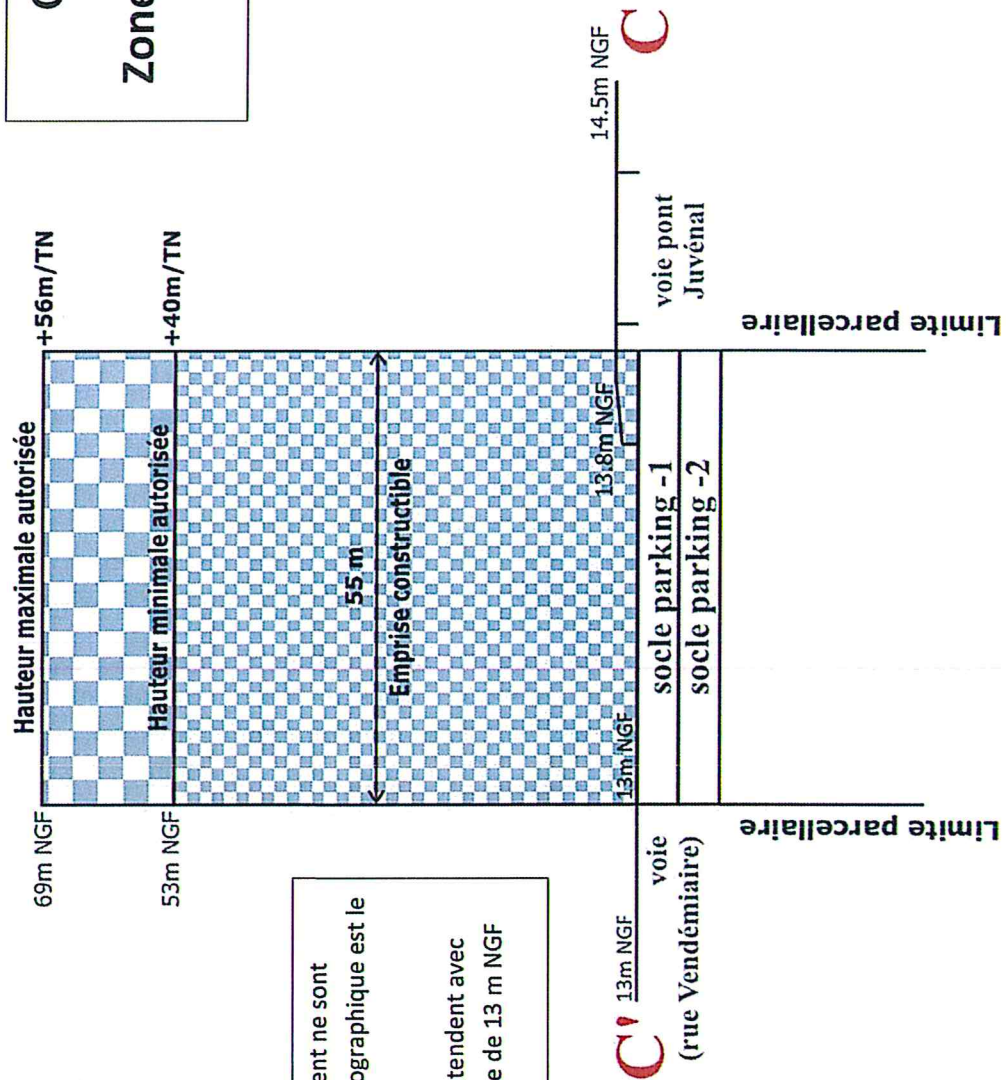 Zone
Hauteur maximale autorisée
69m NGF
+56m/TN
Hauteur minimale autorisée
53m NGF
+40m/TN
55 m
Emprise constructible
ent ne sont
ographique est le
tendent avec
e de 13 m NGF
C' 13m NGF
13m NGF
13.8m NGF
14.5m NGF C
voie
(rue Vendémiaire)
socle parking -1
socle parking -2
voie pont
Juvénal
Limite parcellaire
Limite parcellaire